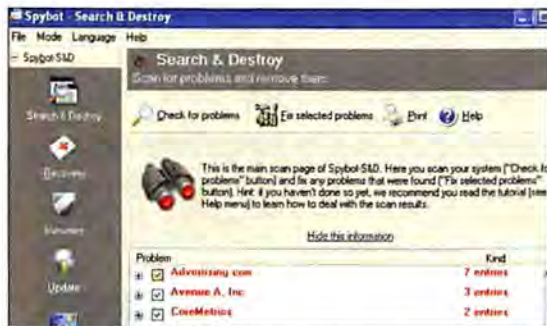 Spybot - Search & Destroy
File Mode Language Help
Spybot-S&D
Search & Destroy
Scan for problems and remove them.
Search & Destroy
Check for problems
Fix selected problems
Print
Help
Recovery
This is the main scan page of Spybot-S&D. Here you scan your system ("Check for
problems" button) and fix any problems that were found ("Fix selected problems"
button). Hint: if you haven't done so yet, we recommend you read the tutorial (see
Help menu) to learn how to deal with the scan results.
Immunize
Hide this information
Update
Problem Kind
Advertising.com 7 entries
Avenue A, Inc. 3 entries
CoreMetrics 2 entries